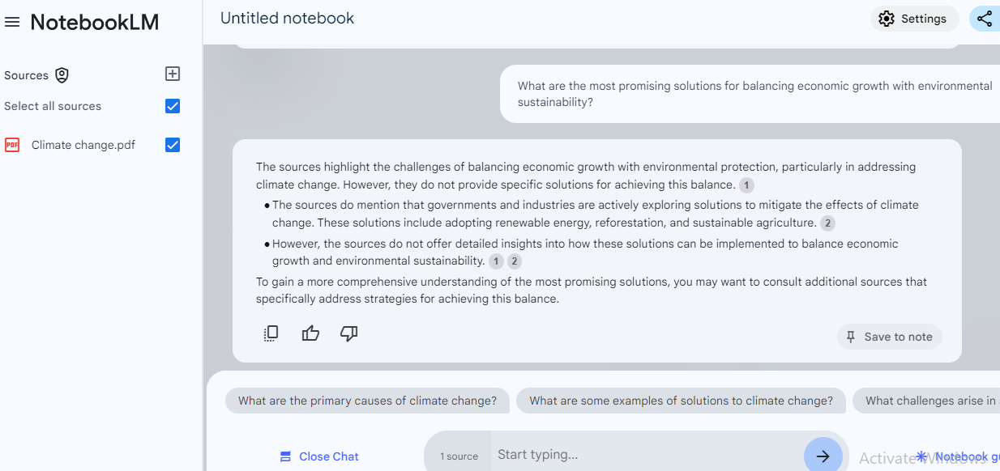 NotebookLM
Untitled notebook
Settings
Sources
Select all sources
PDF Climate change.pdf
What are the most promising solutions for balancing economic growth with environmental
sustainability?
The sources highlight the challenges of balancing economic growth with environmental protection, particularly in addressing
climate change. However, they do not provide specific solutions for achieving this balance. 1
• The sources do mention that governments and industries are actively exploring solutions to mitigate the effects of climate
change. These solutions include adopting renewable energy, reforestation, and sustainable agriculture. 2
• However, the sources do not offer detailed insights into how these solutions can be implemented to balance economic
growth and environmental sustainability. 1 2
To gain a more comprehensive understanding of the most promising solutions, you may want to consult additional sources that
specifically address strategies for achieving this balance.
Save to note
What are the primary causes of climate change?
What are some examples of solutions to climate change?
What challenges arise in
Close Chat
1 source
Start typing...
Activate Windows
Notebook gu